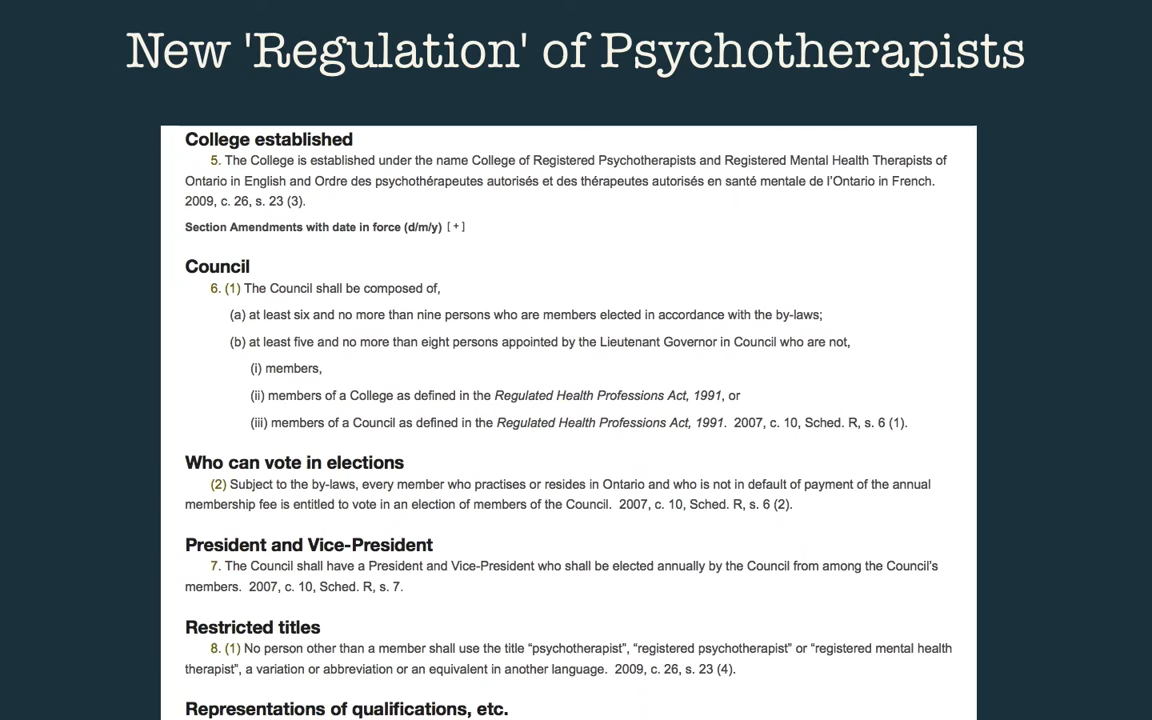 New 'Regulation' of Psychotherapists
College established
5. The College is established under the name College of Registered Psychotherapists and Registered Mental Health Therapists of
Ontario in English and Ordre des psychothérapeutes autorisés et des thérapeutes autorisés en santé mentale de l’Ontario in French.
2009, c. 26, s. 23 (3).
Section Amendments with date in force (d/m/y) [ + ]
Council
6. (1) The Council shall be composed of,
(a) at least six and no more than nine persons who are members elected in accordance with the by-laws;
(b) at least five and no more than eight persons appointed by the Lieutenant Governor in Council who are not,
(i) members,
(ii) members of a College as defined in the Regulated Health Professions Act, 1991, or
(iii) members of a Council as defined in the Regulated Health Professions Act, 1991. 2007, c. 10, Sched. R, s. 6 (1).
Who can vote in elections
(2) Subject to the by-laws, every member who practises or resides in Ontario and who is not in default of payment of the annual
membership fee is entitled to vote in an election of members of the Council. 2007, c. 10, Sched. R, s. 6 (2).
President and Vice-President
7. The Council shall have a President and Vice-President who shall be elected annually by the Council from among the Council’s
members. 2007, c. 10, Sched. R, s. 7.
Restricted titles
8. (1) No person other than a member shall use the title “psychotherapist”, “registered psychotherapist” or “registered mental health
therapist”, a variation or abbreviation or an equivalent in another language. 2009, c. 26, s. 23 (4).
Representations of qualifications, etc.